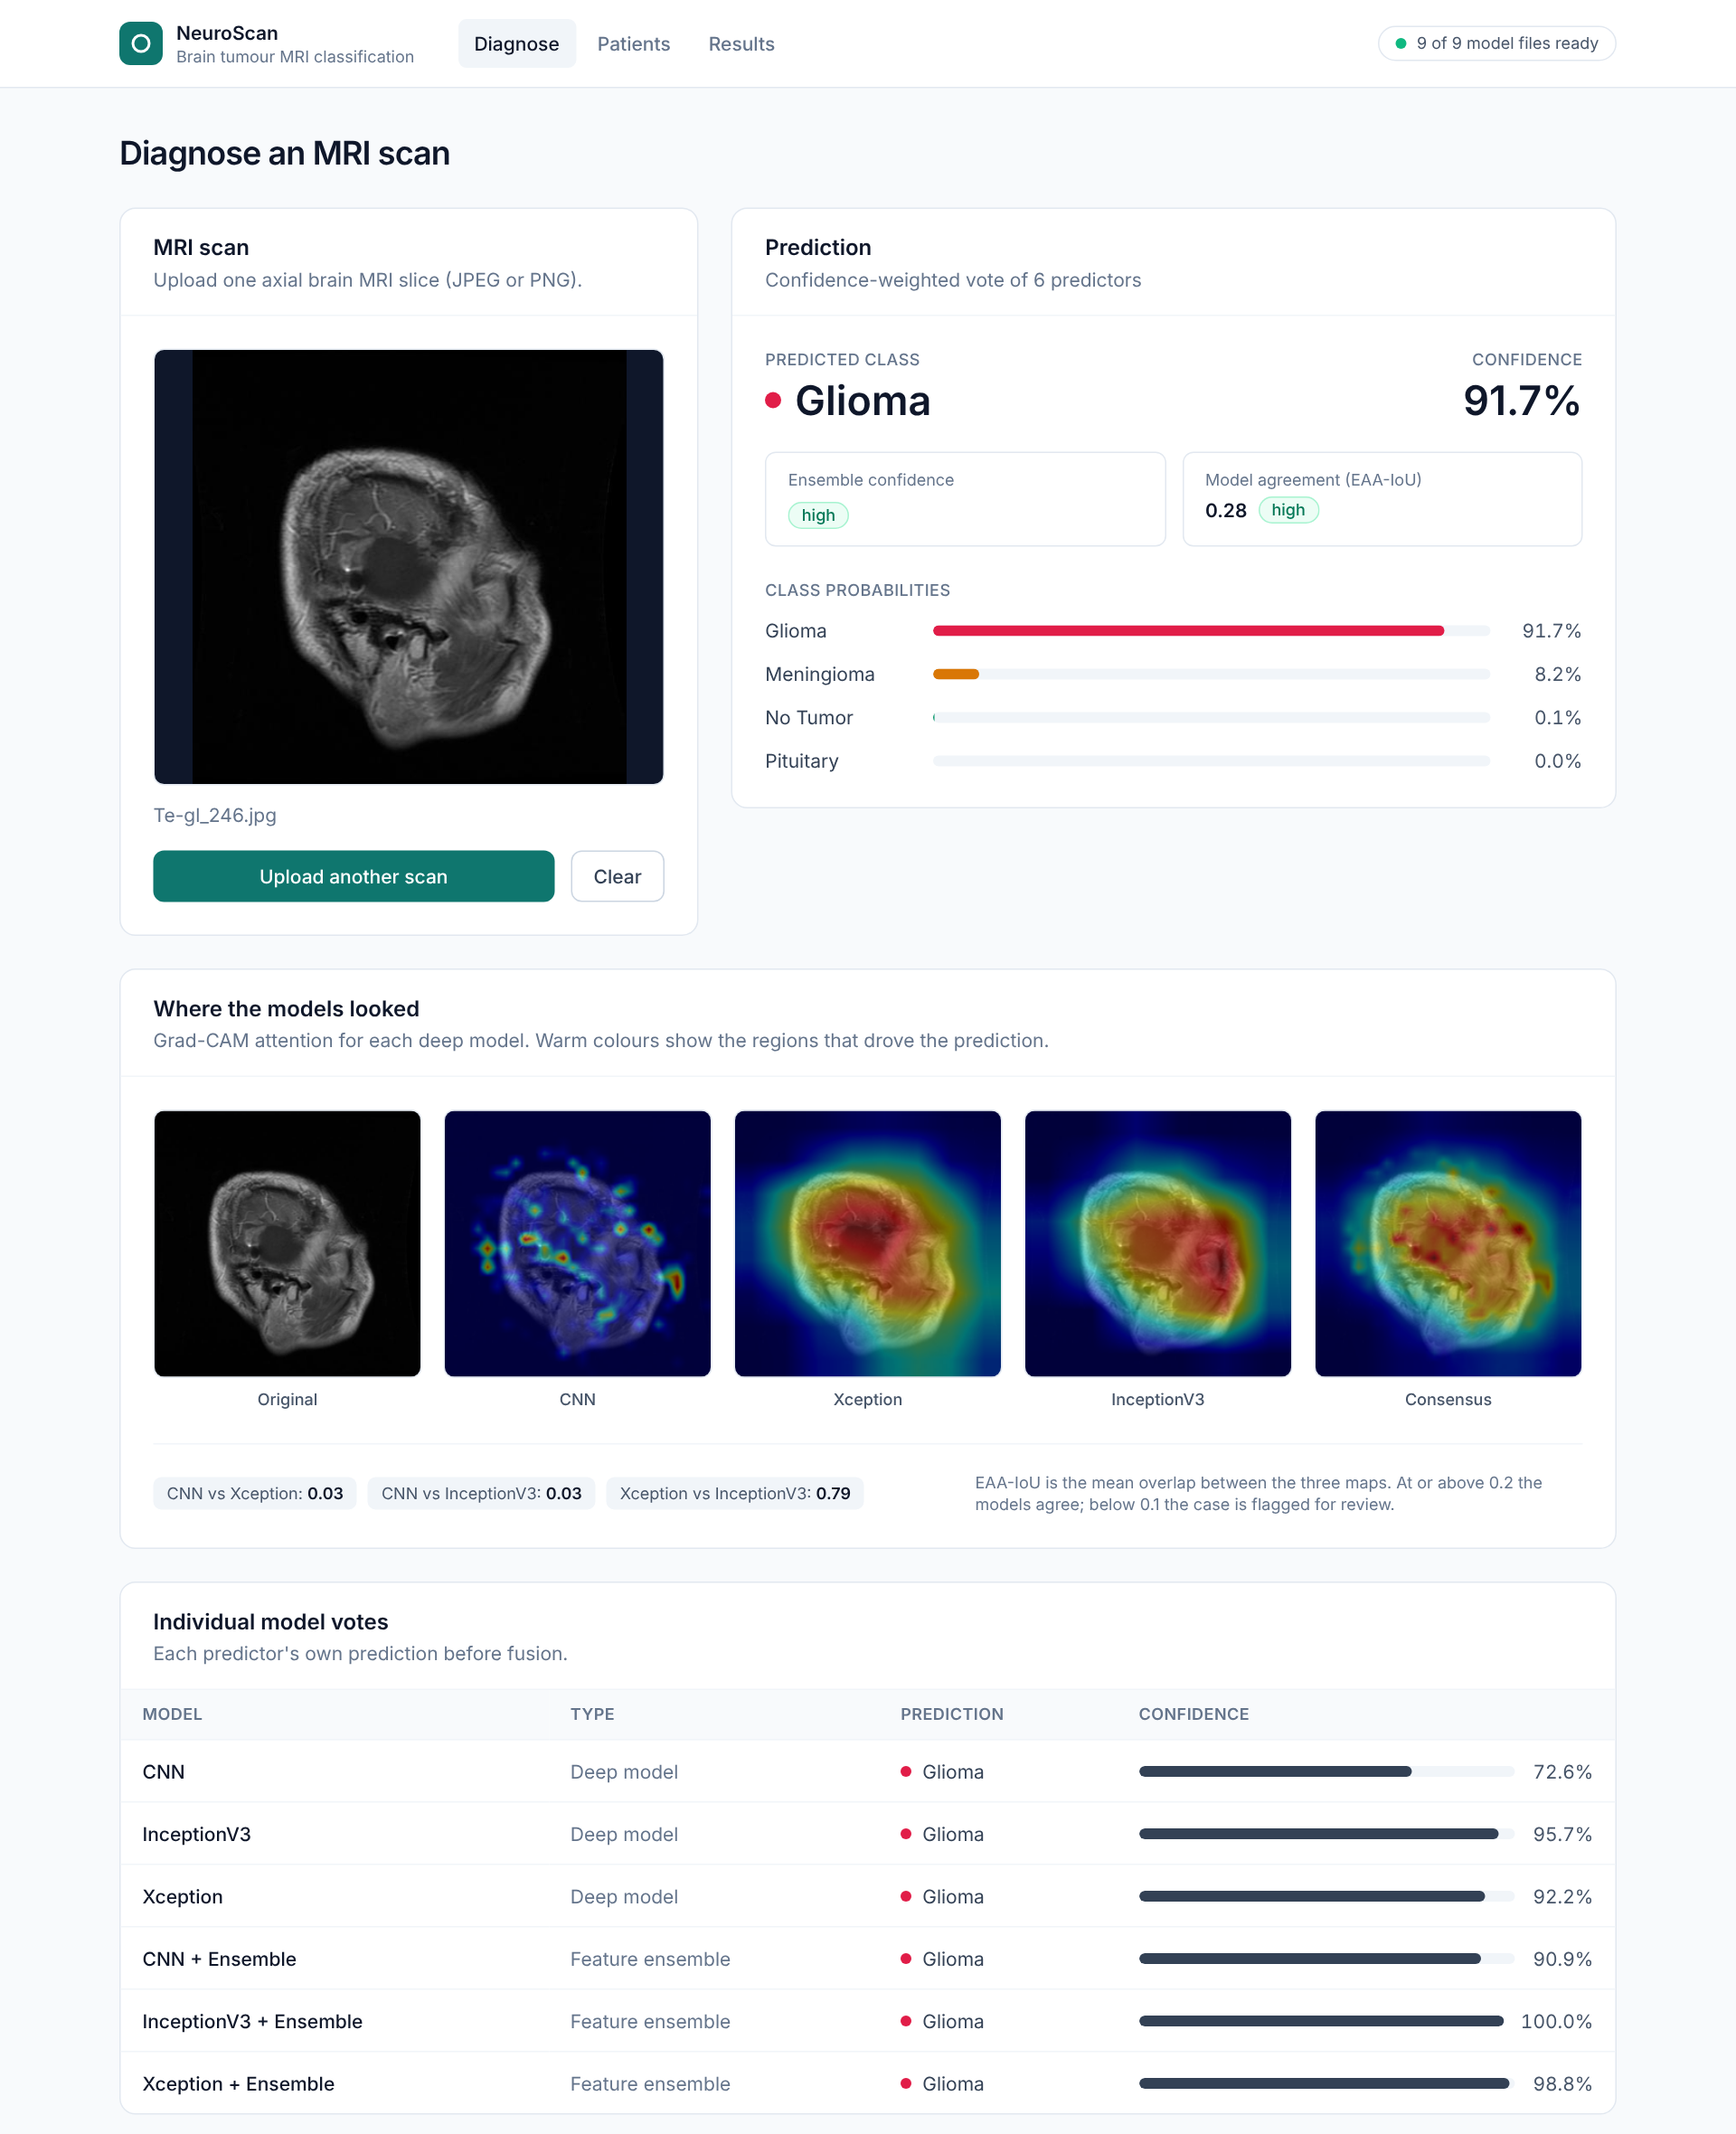 NeuroScan
Brain tumour MRI classification
Diagnose
Patients
Results
9 of 9 model files ready
Diagnose an MRI scan
MRI scan
Upload one axial brain MRI slice (JPEG or PNG).
Te-gl_246.jpg
Upload another scan
Clear
Prediction
Confidence-weighted vote of 6 predictors
PREDICTED CLASS
CONFIDENCE
Glioma
91.7%
Ensemble confidence
high
Model agreement (EAA-IoU)
0.28 high
CLASS PROBABILITIES
Glioma 91.7%
Meningioma 8.2%
No Tumor 0.1%
Pituitary 0.0%
Where the models looked
Grad-CAM attention for each deep model. Warm colours show the regions that drove the prediction.
Original
CNN
Xception
InceptionV3
Consensus
CNN vs Xception: 0.03
CNN vs InceptionV3: 0.03
Xception vs InceptionV3: 0.79
EAA-IoU is the mean overlap between the three maps. At or above 0.2 the
models agree; below 0.1 the case is flagged for review.
Individual model votes
Each predictor's own prediction before fusion.
MODEL TYPE PREDICTION CONFIDENCE
CNN Deep model Glioma 72.6%
InceptionV3 Deep model Glioma 95.7%
Xception Deep model Glioma 92.2%
CNN + Ensemble Feature ensemble Glioma 90.9%
InceptionV3 + Ensemble Feature ensemble Glioma 100.0%
Xception + Ensemble Feature ensemble Glioma 98.8%